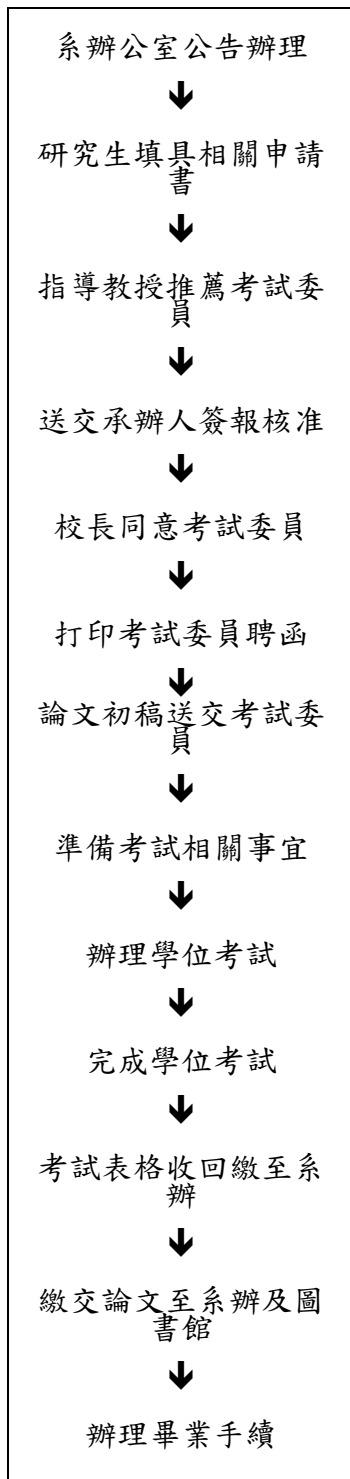 系辦公室公告辦理
研究生填具相關申請
書
指導教授推薦考試委
員
送交承辦人簽報核准
校長同意考試委員
打印考試委員聘函
論文初稿送交考試委
員
準備考試相關事宜
辦理學位考試
完成學位考試
考試表格收回繳至系
辦
繳交論文至系辦及圖
書館
辦理畢業手續